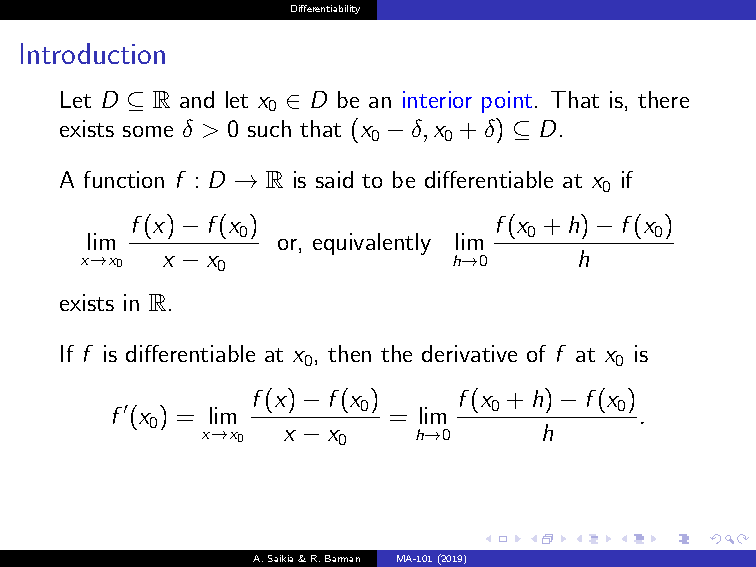 Differentiability
Introduction
Let D ⊆ ℝ and let x₀ ∈ D be an interior point. That is, there
exists some δ > 0 such that (x₀ − δ, x₀ + δ) ⊆ D.
A function f : D → ℝ is said to be differentiable at x₀ if
lim_{x→x₀} (f(x) − f(x₀))/(x − x₀) or, equivalently lim_{h→0} (f(x₀ + h) − f(x₀))/h
exists in ℝ.
If f is differentiable at x₀, then the derivative of f at x₀ is
f′(x₀) = lim_{x→x₀} (f(x) − f(x₀))/(x − x₀) = lim_{h→0} (f(x₀ + h) − f(x₀))/h.
A. Saikia & R. Barman MA-101 (2019)